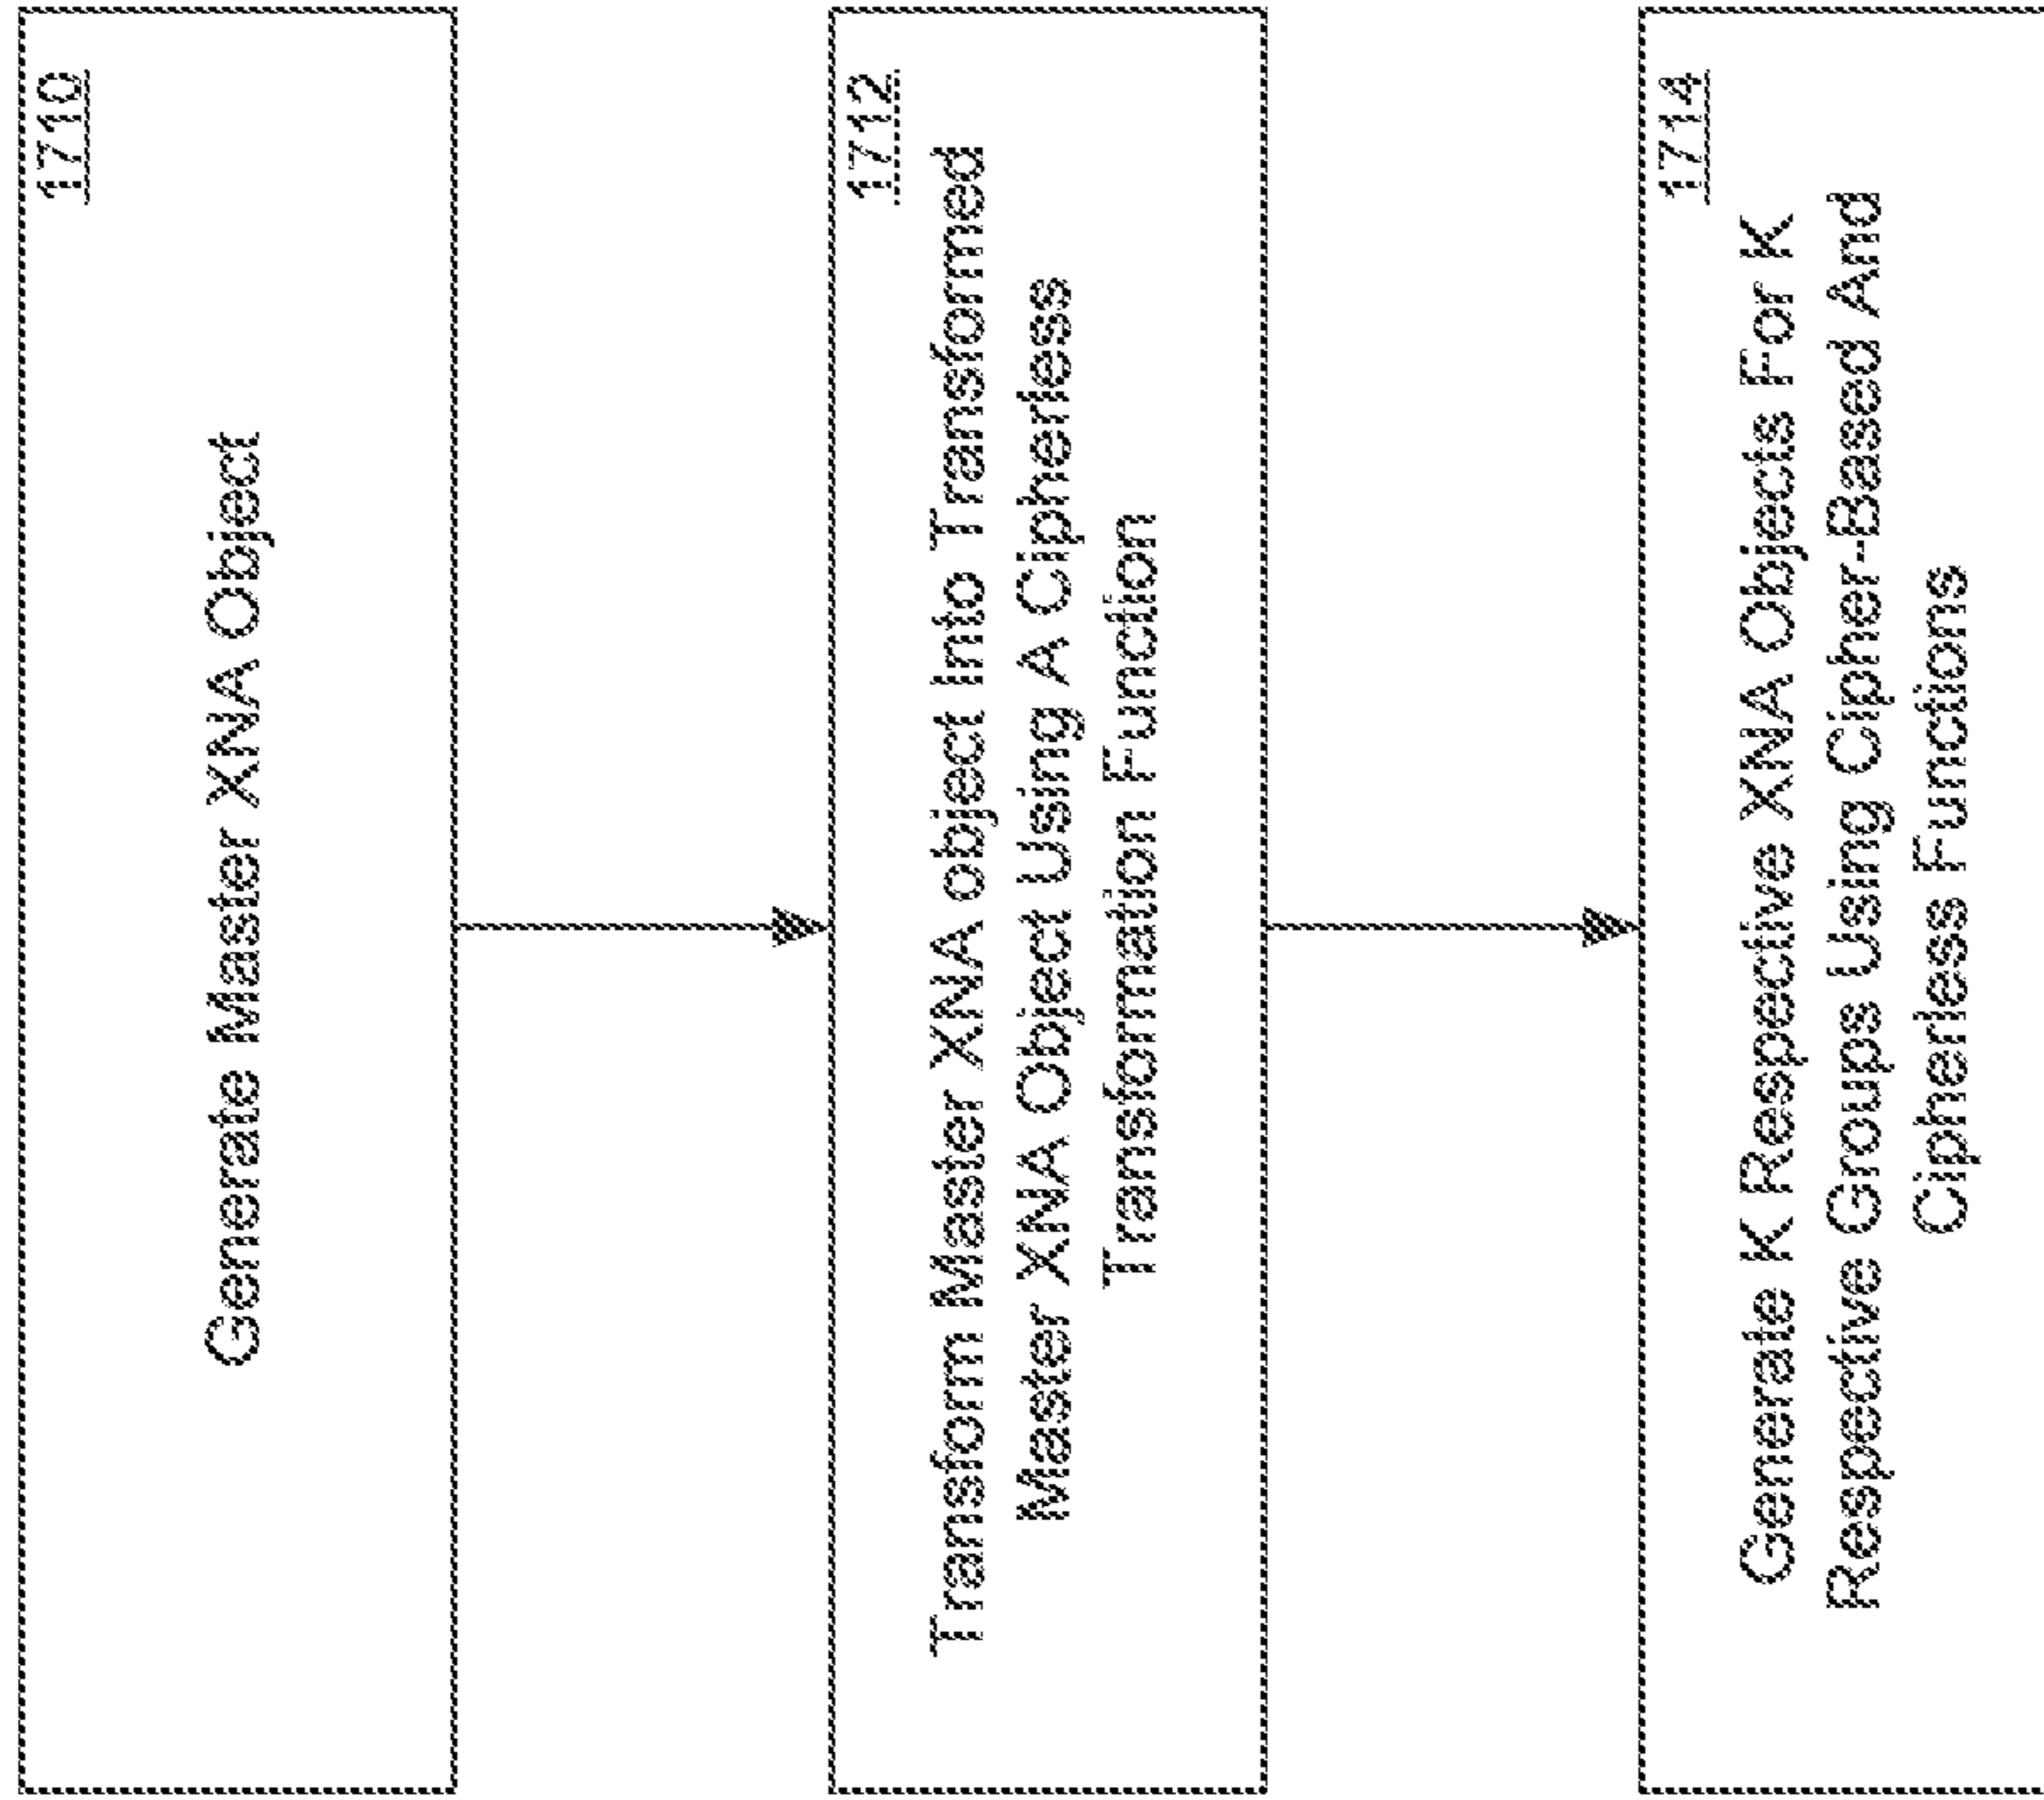 1710
Generate Master XNA Object
1712
Transform Master XNA object Into Transformed
Master XNA Object Using A Cipherless
Transformation Function
1714
Generate K Respective XNA Objects For K
Respective Groups Using Cipher-Based And
Cipherless Functions